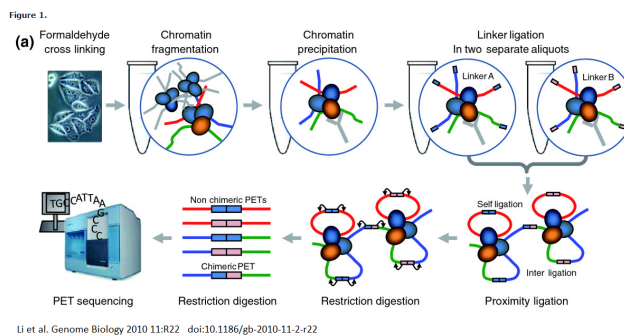 Figure 1.
(a)
Formaldehyde
cross linking
Chromatin
fragmentation
Chromatin
precipitation
Linker ligation
In two separate aliquots
Linker A
Linker B
TGC CATTAA
G
C
C
C
Non chimeric PETs
Chimeric PET
Self ligation
Inter ligation
PET sequencing
Restriction digestion
Restriction digestion
Proximity ligation
Li et al. Genome Biology 2010 11:R22 doi:10.1186/gb-2010-11-2-r22